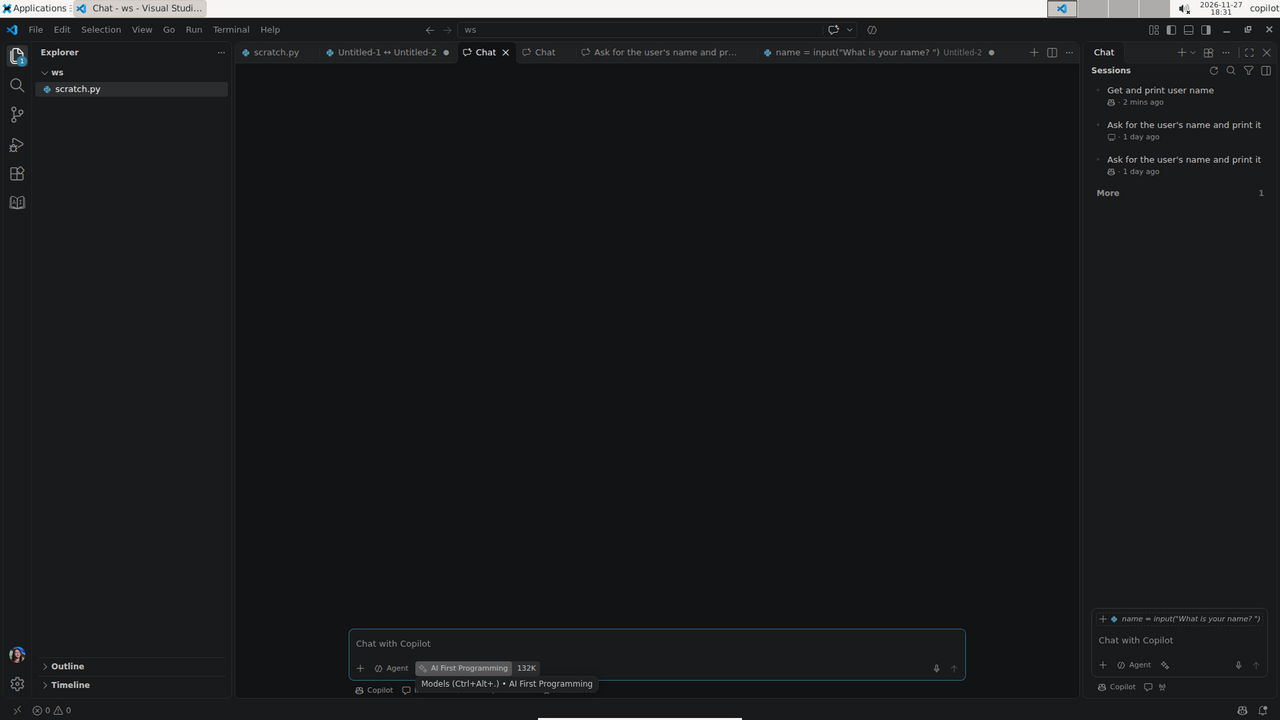 Applications
Chat - ws - Visual Studi...
2026-11-27
18:31
copilot
File Edit Selection View Go Run Terminal Help
ws
Explorer
ws
scratch.py
Outline
Timeline
scratch.py
Untitled-1 ↔ Untitled-2
Chat
Chat
Ask for the user's name and pr...
name = input("What is your name? ") Untitled-2
Chat with Copilot
Agent
AI First Programming
132K
Copilot
Models (Ctrl+Alt+.) • AI First Programming
Chat
Sessions
Get and print user name
· 2 mins ago
Ask for the user's name and print it
· 1 day ago
Ask for the user's name and print it
· 1 day ago
More 1
name = input("What is your name? ")
Chat with Copilot
Agent
Copilot
0 0
1